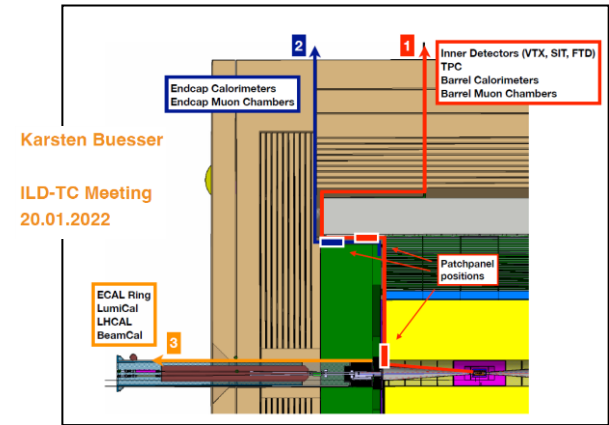 2
1
Inner Detectors (VTX, SIT, FTD)
TPC
Barrel Calorimeters
Barrel Muon Chambers
Endcap Calorimeters
Endcap Muon Chambers
Karsten Buesser
ILD-TC Meeting
20.01.2022
Patchpanel
positions
ECAL Ring
LumiCal
LHCAL
BeamCal
3